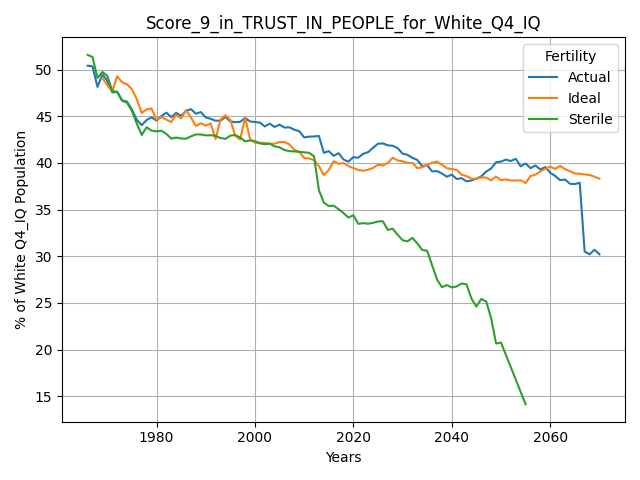 Score_9_in_TRUST_IN_PEOPLE_for_White_Q4_IQ
Fertility
Actual
Ideal
Sterile
% of White Q4_IQ Population
50
45
40
35
30
25
20
15
1980
2000
2020
2040
2060
Years